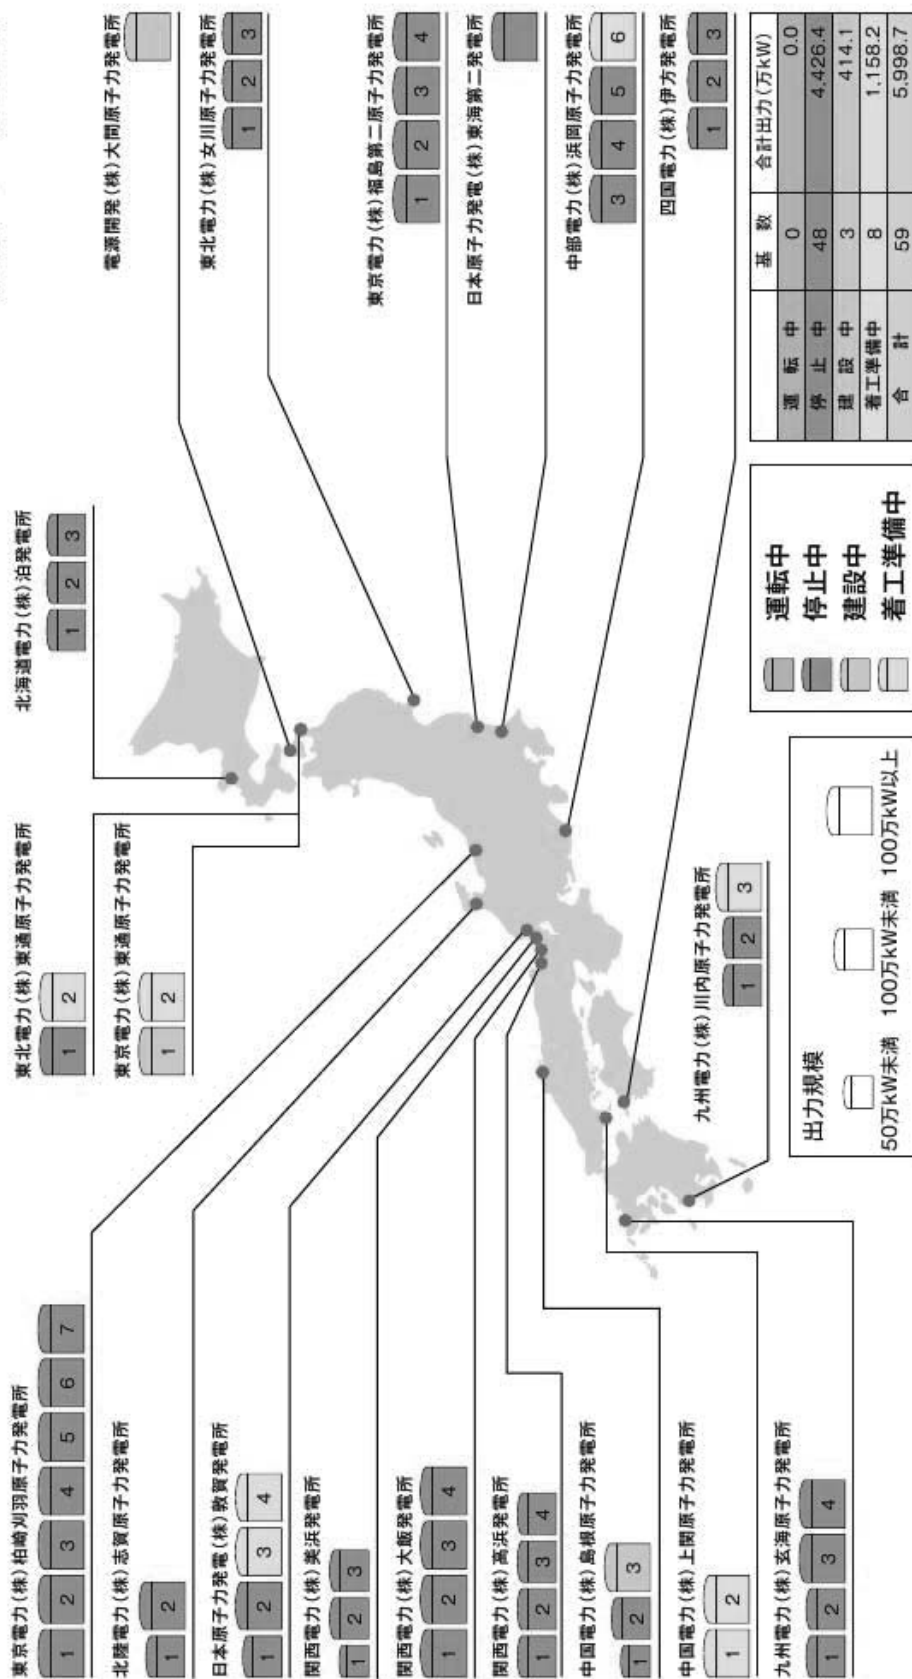 東京電力(株)柏崎刈羽原子力発電所
1 2 3 4 5 6 7
北陸電力(株)志賀原子力発電所
1 2
日本原子力発電(株)敦賀発電所
1 2 3 4
関西電力(株)美浜発電所
1 2 3
関西電力(株)大飯発電所
1 2 3 4
関西電力(株)高浜発電所
1 2 3 4
中国電力(株)島根原子力発電所
1 2 3
中国電力(株)上関原子力発電所
1 2
九州電力(株)玄海原子力発電所
1 2 3 4
東北電力(株)東通原子力発電所
1 2
東京電力(株)東通原子力発電所
1 2
北海道電力(株)泊発電所
1 2 3
九州電力(株)川内原子力発電所
1 2 3
電源開発(株)大間原子力発電所
東北電力(株)女川原子力発電所
1 2 3
東京電力(株)福島第二原子力発電所
1 2 3 4
日本原子力発電(株)東海第二発電所
中部電力(株)浜岡原子力発電所
3 4 5 6
四国電力(株)伊方発電所
1 2 3
出力規模
50万kW未満 100万kW未満 100万kW以上
運転中
停止中
建設中
着工準備中
基 数 合計出力(万kW)
運 転 中 0 0.0
停 止 中 48 4,426.4
建 設 中 3 414.1
着工準備中 8 1,158.2
合 計 59 5,998.7